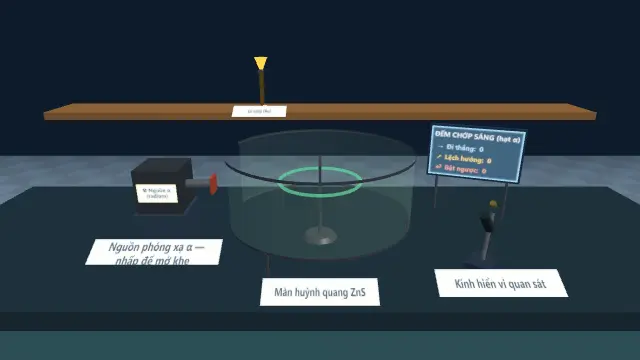 ĐẾM CHỚP SÁNG (hạt α)
→ Đi thẳng: 0
↗ Lệch hướng: 0
↩ Bật ngược: 0
Nguồn α
Nguồn phóng xạ α —
nhấp để mở khe
Màn huỳnh quang ZnS
Kính hiển vi quan sát